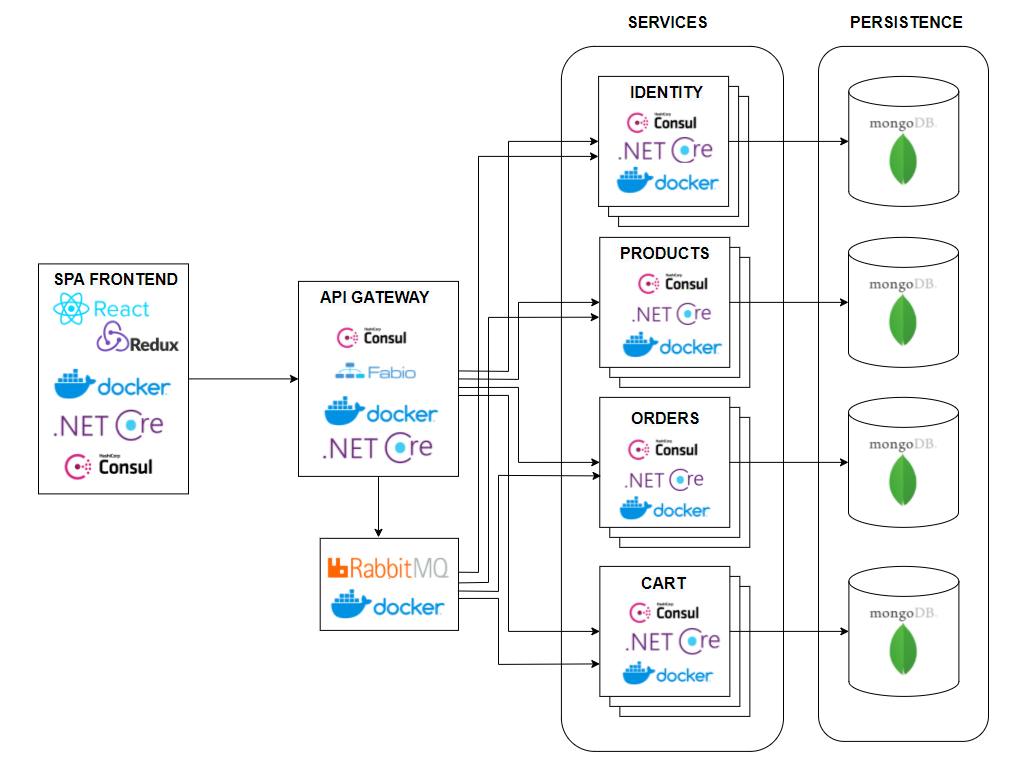 SERVICES
PERSISTENCE
IDENTITY
HashiCorp
Consul
.NET Core
docker
mongoDB.
PRODUCTS
HashiCorp
Consul
.NET Core
docker
mongoDB.
SPA FRONTEND
React
Redux
docker
.NET Core
HashiCorp
Consul
API GATEWAY
HashiCorp
Consul
Fabio
docker
.NET Core
ORDERS
HashiCorp
Consul
.NET Core
docker
mongoDB.
RabbitMQ
docker
CART
HashiCorp
Consul
.NET Core
docker
mongoDB.